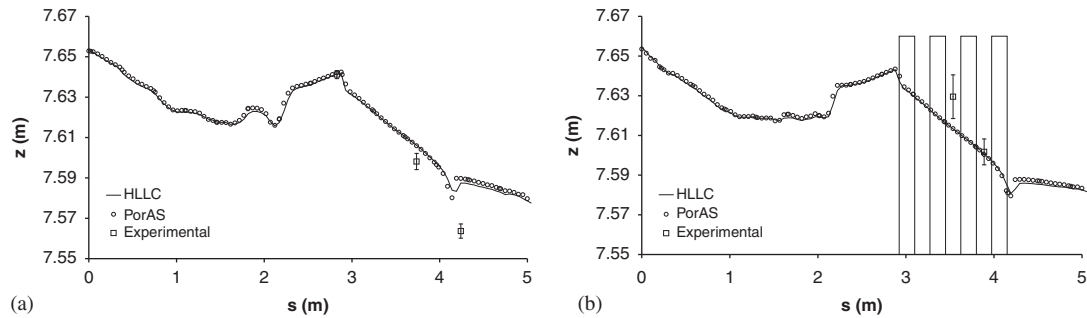 7.67
7.65
7.63
7.61
7.59
7.57
7.55
z (m)
HLLC
PorAS
Experimental
0 1 2 3 4 5
s (m)
(a)
7.67
7.65
7.63
7.61
7.59
7.57
7.55
z (m)
HLLC
PorAS
Experimental
0 1 2 3 4 5
s (m)
(b)